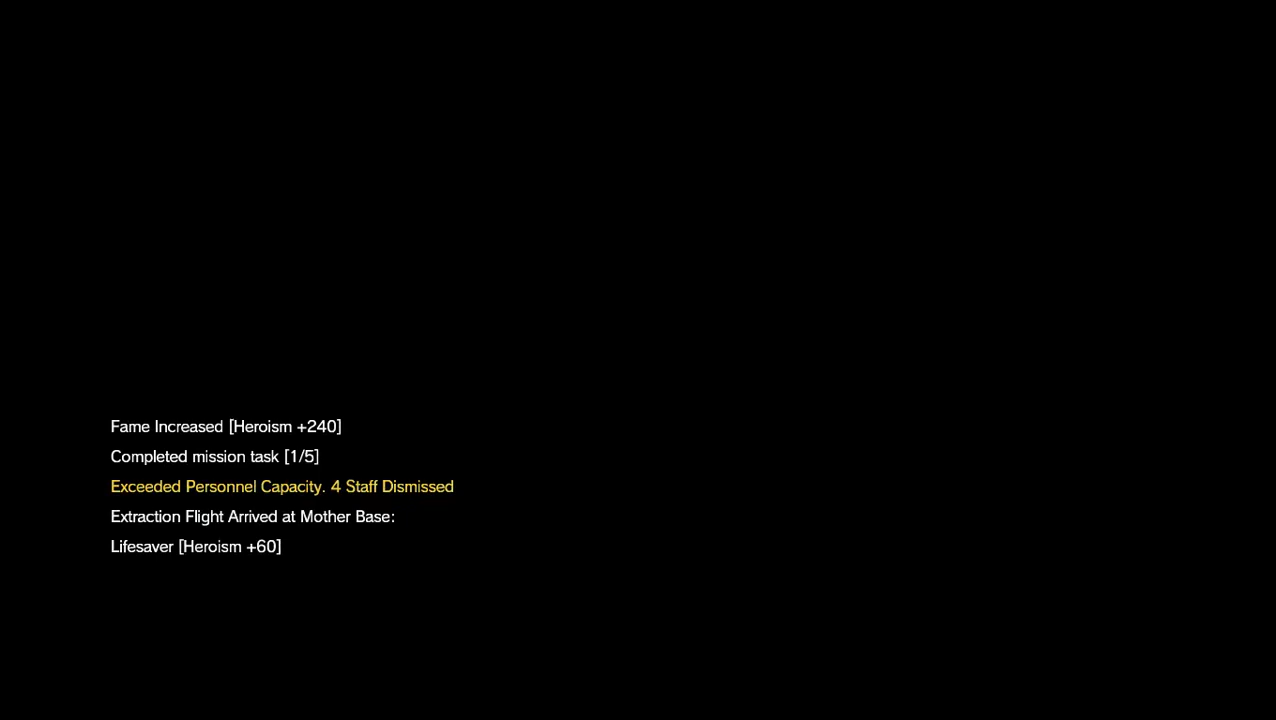 Fame Increased [Heroism +240]
Completed mission task [1/5]
Exceeded Personnel Capacity. 4 Staff Dismissed
Extraction Flight Arrived at Mother Base:
Lifesaver [Heroism +60]